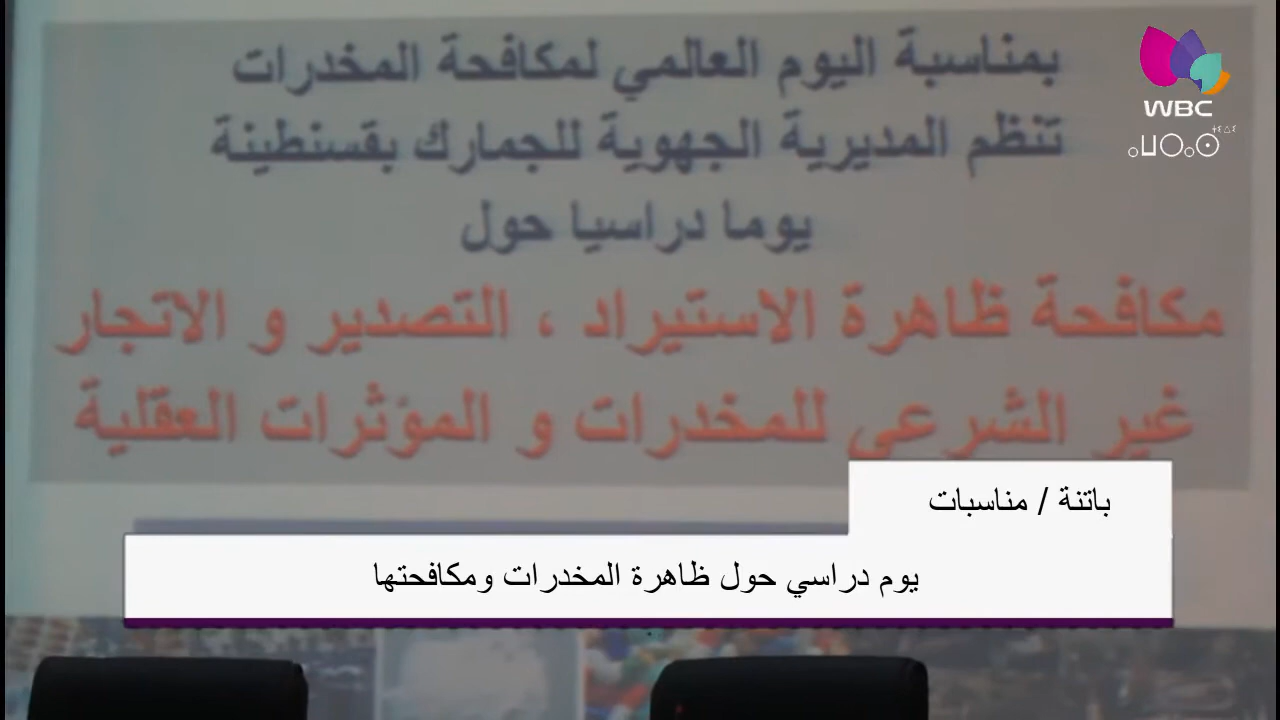 بمناسبة اليوم العالمي لمكافحة المخدرات
تنظم المديرية الجهوية للجمارك بقسنطينة
يوما دراسيا حول
مكافحة ظاهرة الاستيراد ، التصدير و الاتجار
غير الشرعي للمخدرات و المؤثرات العقلية
WBC
باتنة / مناسبات
يوم دراسي حول ظاهرة المخدرات ومكافحتها